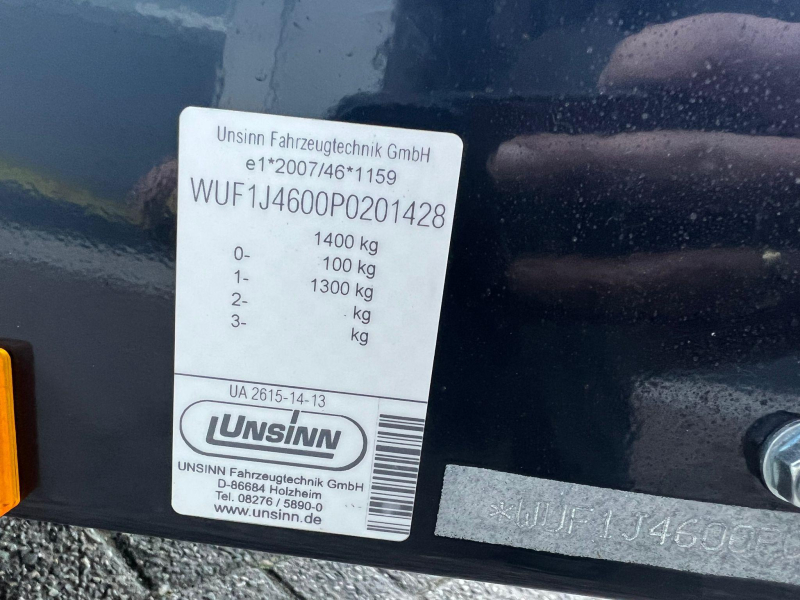 Unsinn Fahrzeugtechnik GmbH
e1*2007/46*1159
WUF1J4600P0201428
1400 kg
0- 100 kg
1- 1300 kg
2- kg
3- kg
UA 2615-14-13
UNSINN
UNSINN Fahrzeugtechnik GmbH
D-86684 Holzheim
Tel. 08276 / 5890-0
www.unsinn.de
*WUF1J4600P0